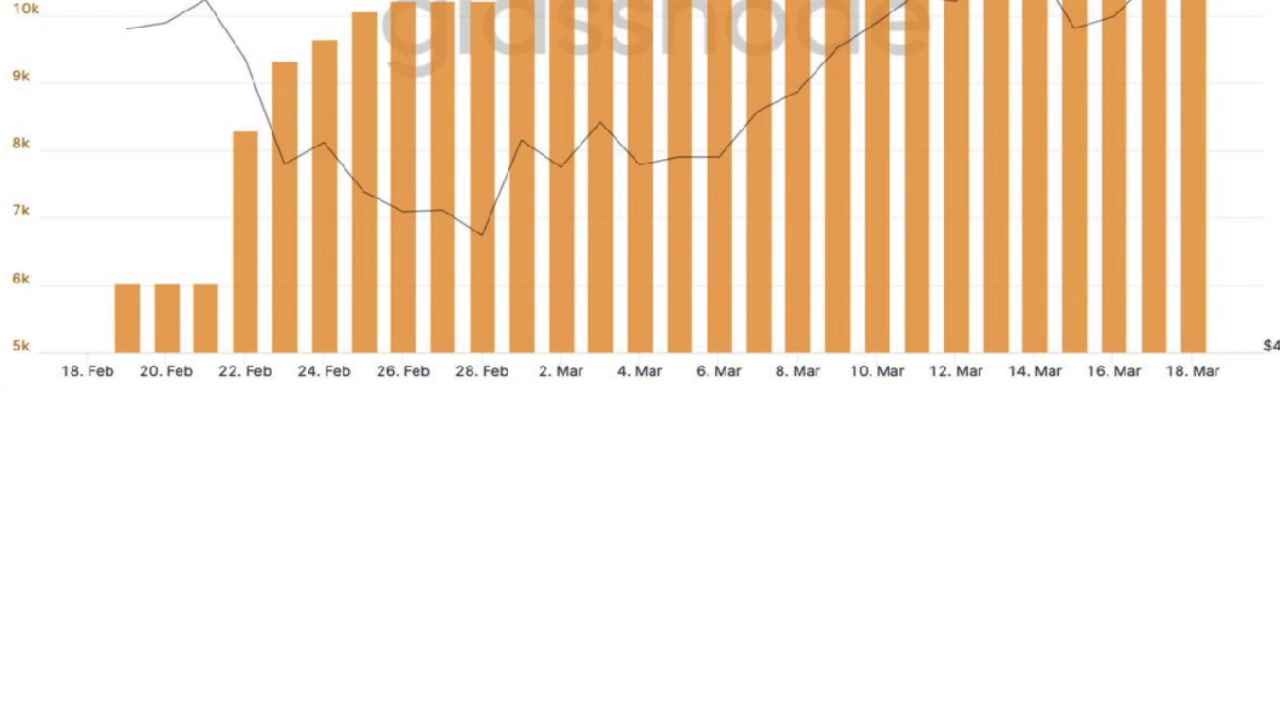 10k
glassnode
9k
8k
7k
6k
5k
$4
18. Feb 20. Feb 22. Feb 24. Feb 26. Feb 28. Feb 2. Mar 4. Mar 6. Mar 8. Mar 10. Mar 12. Mar 14. Mar 16. Mar 18. Mar